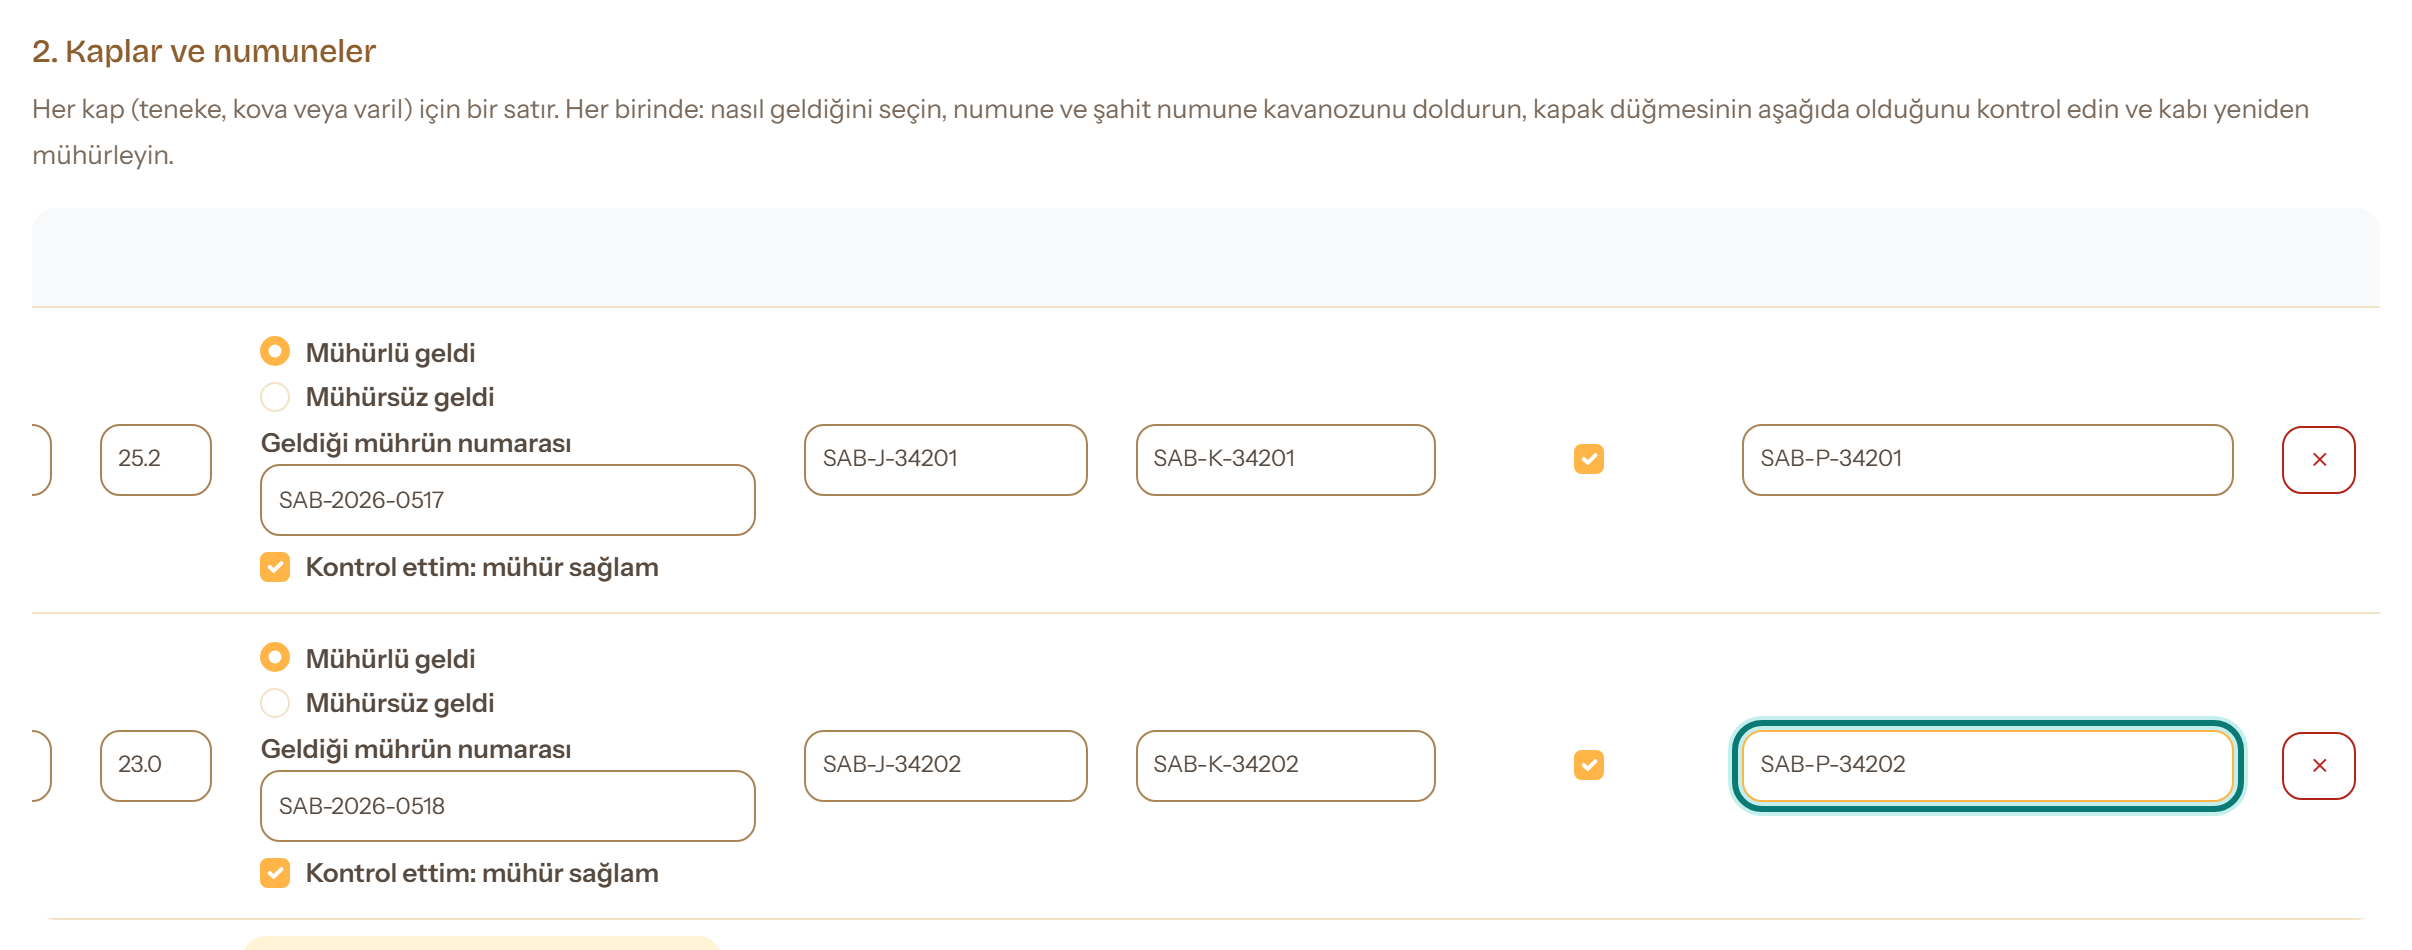 2. Kaplar ve numuneler
Her kap (teneke, kova veya varil) için bir satır. Her birinde: nasıl geldiğini seçin, numune ve şahit numune kavanozunu doldurun, kapak düğmesinin aşağıda olduğunu kontrol edin ve kabı yeniden
mühürleyin.
Mühürlü geldi
Mühürsüz geldi
Geldiği mührün numarası
25.2
SAB-2026-0517
SAB-J-34201
SAB-K-34201
SAB-P-34201
Kontrol ettim: mühür sağlam
Mühürlü geldi
Mühürsüz geldi
Geldiği mührün numarası
23.0
SAB-2026-0518
SAB-J-34202
SAB-K-34202
SAB-P-34202
Kontrol ettim: mühür sağlam